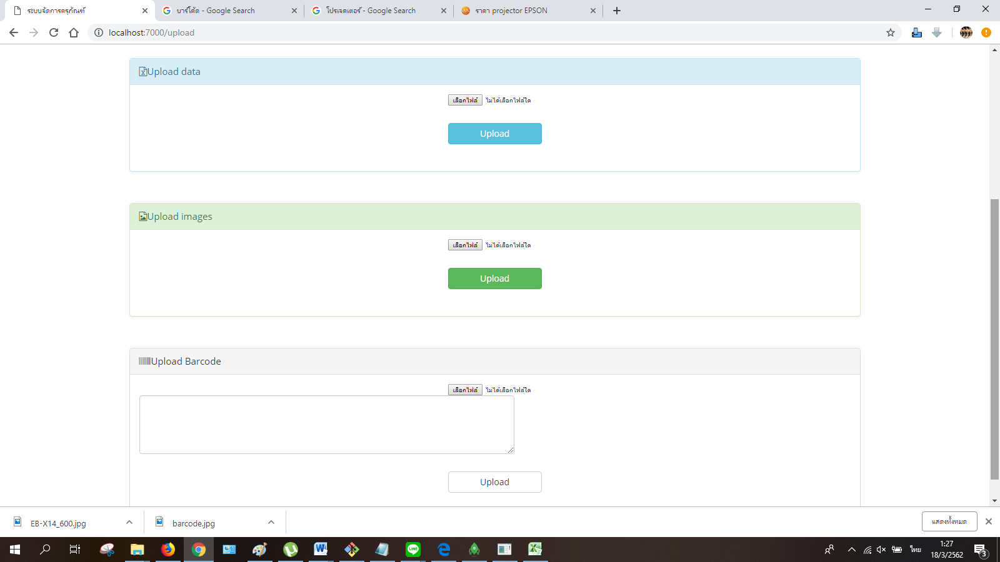 ระบบจัดการครุภัณฑ์
บาร์โค้ด - Google Search
โปรเจคเตอร์ - Google Search
ราคา projector EPSON
localhost:7000/upload
Upload data
เลือกไฟล์ ไม่ได้เลือกไฟล์ใด
Upload
Upload images
เลือกไฟล์ ไม่ได้เลือกไฟล์ใด
Upload
Upload Barcode
เลือกไฟล์ ไม่ได้เลือกไฟล์ใด
Upload
EB-X14_600.jpg
barcode.jpg
แสดงทั้งหมด
ไทย
1:27
18/3/2562
3